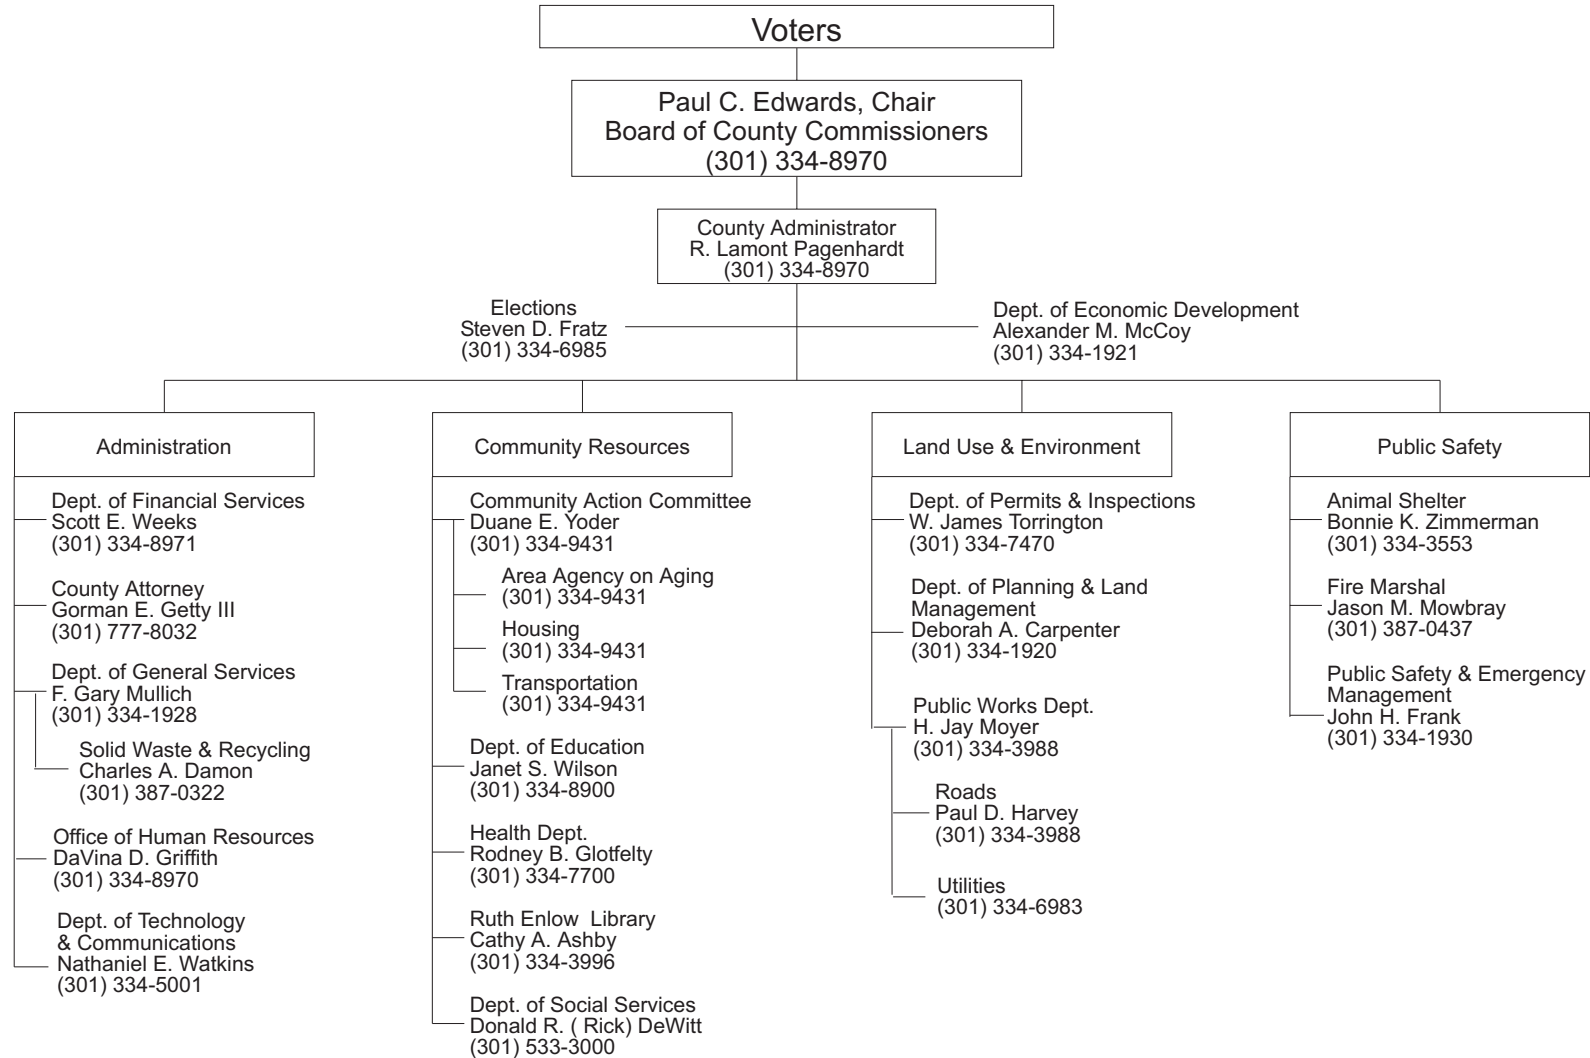 Voters
Paul C. Edwards, Chair
Board of County Commissioners
(301) 334-8970
County Administrator
R. Lamont Pagenhardt
(301) 334-8970
Elections
Steven D. Fratz
(301) 334-6985
Dept. of Economic Development
Alexander M. McCoy
(301) 334-1921
Administration
Dept. of Financial Services
Scott E. Weeks
(301) 334-8971
County Attorney
Gorman E. Getty III
(301) 777-8032
Dept. of General Services
F. Gary Mullich
(301) 334-1928
Solid Waste & Recycling
Charles A. Damon
(301) 387-0322
Office of Human Resources
DaVina D. Griffith
(301) 334-8970
Dept. of Technology
& Communications
Nathaniel E. Watkins
(301) 334-5001
Community Resources
Community Action Committee
Duane E. Yoder
(301) 334-9431
Area Agency on Aging
(301) 334-9431
Housing
(301) 334-9431
Transportation
(301) 334-9431
Dept. of Education
Janet S. Wilson
(301) 334-8900
Health Dept.
Rodney B. Glotfelty
(301) 334-7700
Ruth Enlow Library
Cathy A. Ashby
(301) 334-3996
Dept. of Social Services
Donald R. ( Rick) DeWitt
(301) 533-3000
Land Use & Environment
Dept. of Permits & Inspections
W. James Torrington
(301) 334-7470
Dept. of Planning & Land
Management
Deborah A. Carpenter
(301) 334-1920
Public Works Dept.
H. Jay Moyer
(301) 334-3988
Roads
Paul D. Harvey
(301) 334-3988
Utilities
(301) 334-6983
Public Safety
Animal Shelter
Bonnie K. Zimmerman
(301) 334-3553
Fire Marshal
Jason M. Mowbray
(301) 387-0437
Public Safety & Emergency
Management
John H. Frank
(301) 334-1930